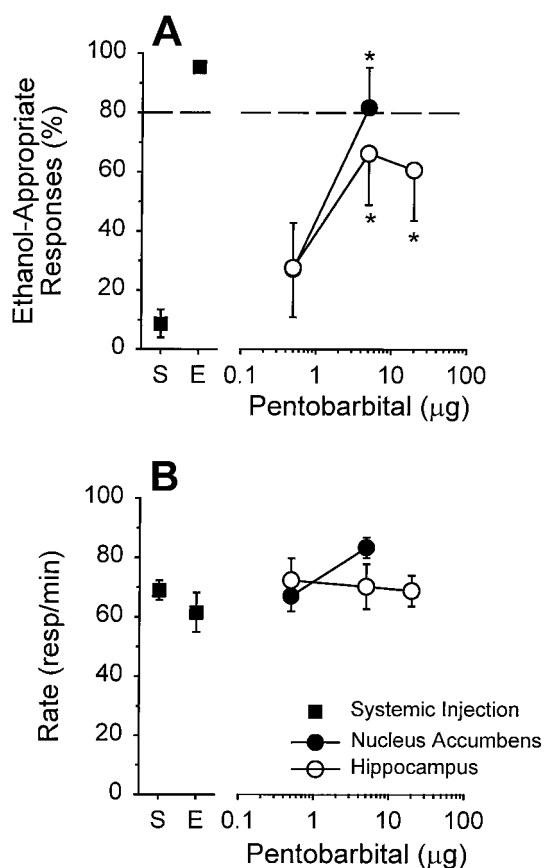 A
Ethanol-Appropriate
Responses (%)
100
80
60
40
20
0
*
*
*
S E 0.1 1 10 100
Pentobarbital (μg)
B
Rate (resp/min)
100
80
60
40
20
0
Systemic Injection
Nucleus Accumbens
Hippocampus
S E 0.1 1 10 100
Pentobarbital (μg)